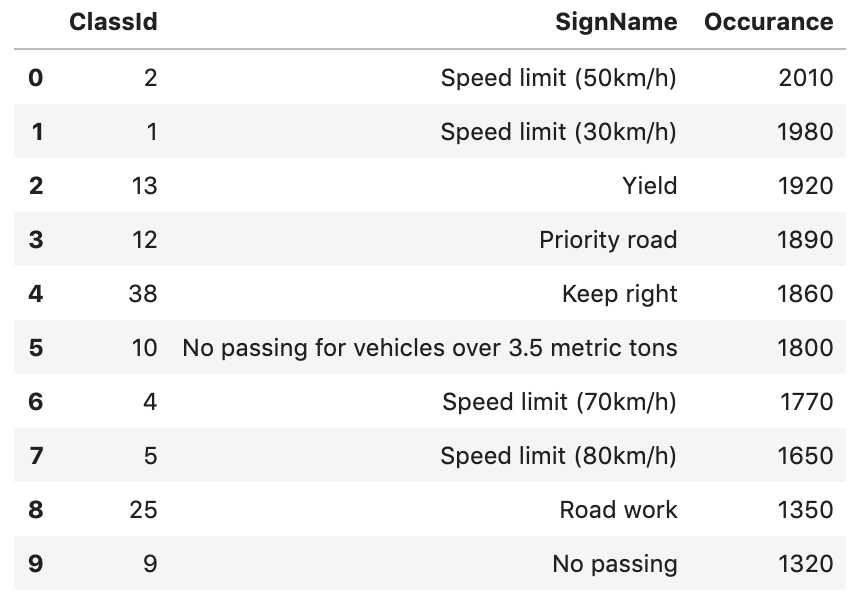 ClassId SignName Occurance
0 2 Speed limit (50km/h) 2010
1 1 Speed limit (30km/h) 1980
2 13 Yield 1920
3 12 Priority road 1890
4 38 Keep right 1860
5 10 No passing for vehicles over 3.5 metric tons 1800
6 4 Speed limit (70km/h) 1770
7 5 Speed limit (80km/h) 1650
8 25 Road work 1350
9 9 No passing 1320